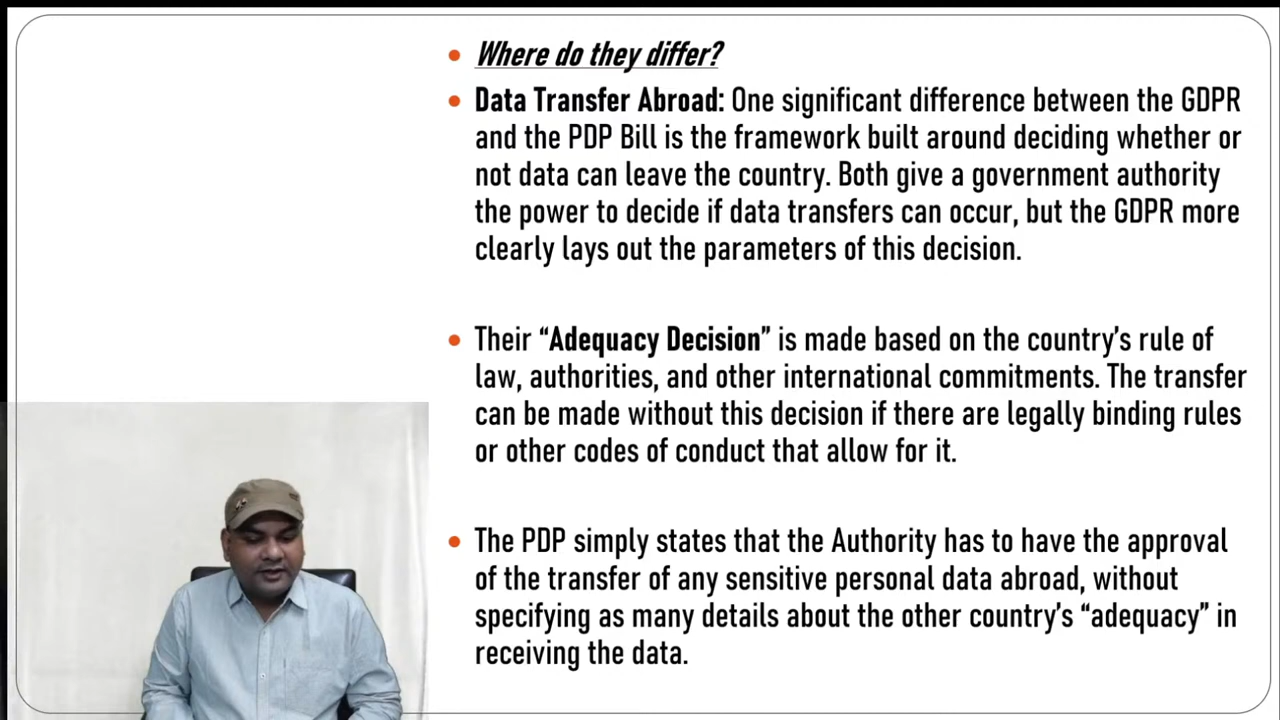 Where do they differ?
Data Transfer Abroad: One significant difference between the GDPR
and the PDP Bill is the framework built around deciding whether or
not data can leave the country. Both give a government authority
the power to decide if data transfers can occur, but the GDPR more
clearly lays out the parameters of this decision.
Their “Adequacy Decision” is made based on the country’s rule of
law, authorities, and other international commitments. The transfer
can be made without this decision if there are legally binding rules
or other codes of conduct that allow for it.
The PDP simply states that the Authority has to have the approval
of the transfer of any sensitive personal data abroad, without
specifying as many details about the other country’s “adequacy” in
receiving the data.